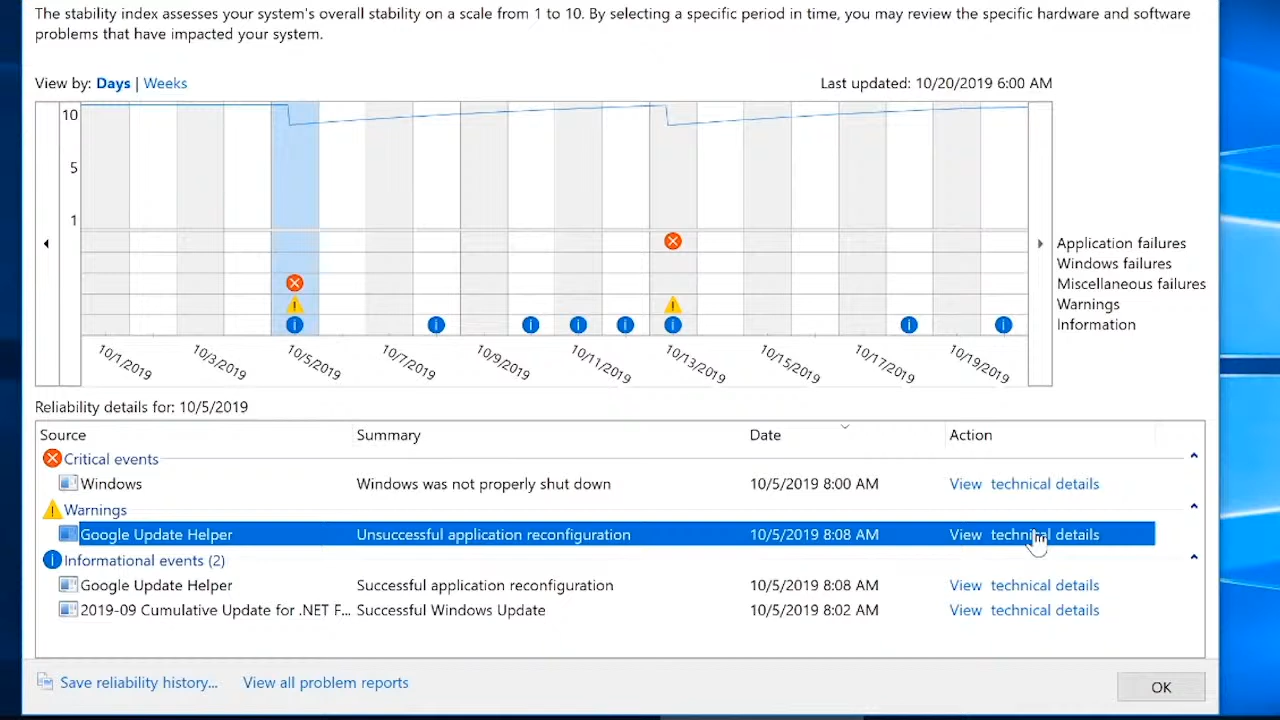 The stability index assesses your system's overall stability on a scale from 1 to 10. By selecting a specific period in time, you may review the specific hardware and software
problems that have impacted your system.
View by: Days | Weeks
Last updated: 10/20/2019 6:00 AM
10
5
1
Application failures
Windows failures
Miscellaneous failures
Warnings
Information
10/1/2019 10/3/2019 10/5/2019 10/7/2019 10/9/2019 10/11/2019 10/13/2019 10/15/2019 10/17/2019 10/19/2019
Reliability details for: 10/5/2019
Source Summary Date Action
Critical events
Windows Windows was not properly shut down 10/5/2019 8:00 AM View technical details
Warnings
Google Update Helper Unsuccessful application reconfiguration 10/5/2019 8:08 AM View technical details
Informational events (2)
Google Update Helper Successful application reconfiguration 10/5/2019 8:08 AM View technical details
2019-09 Cumulative Update for .NET F... Successful Windows Update 10/5/2019 8:02 AM View technical details
Save reliability history... View all problem reports OK